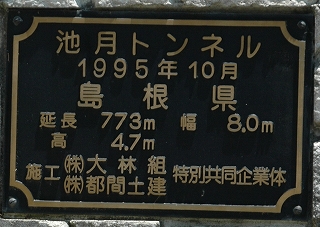 池月トンネル
1995年10月
島根県
延長 773m 幅 8.0m
高 4.7m
施工 ㈱大林組 特別共同企業体
㈱都間土建